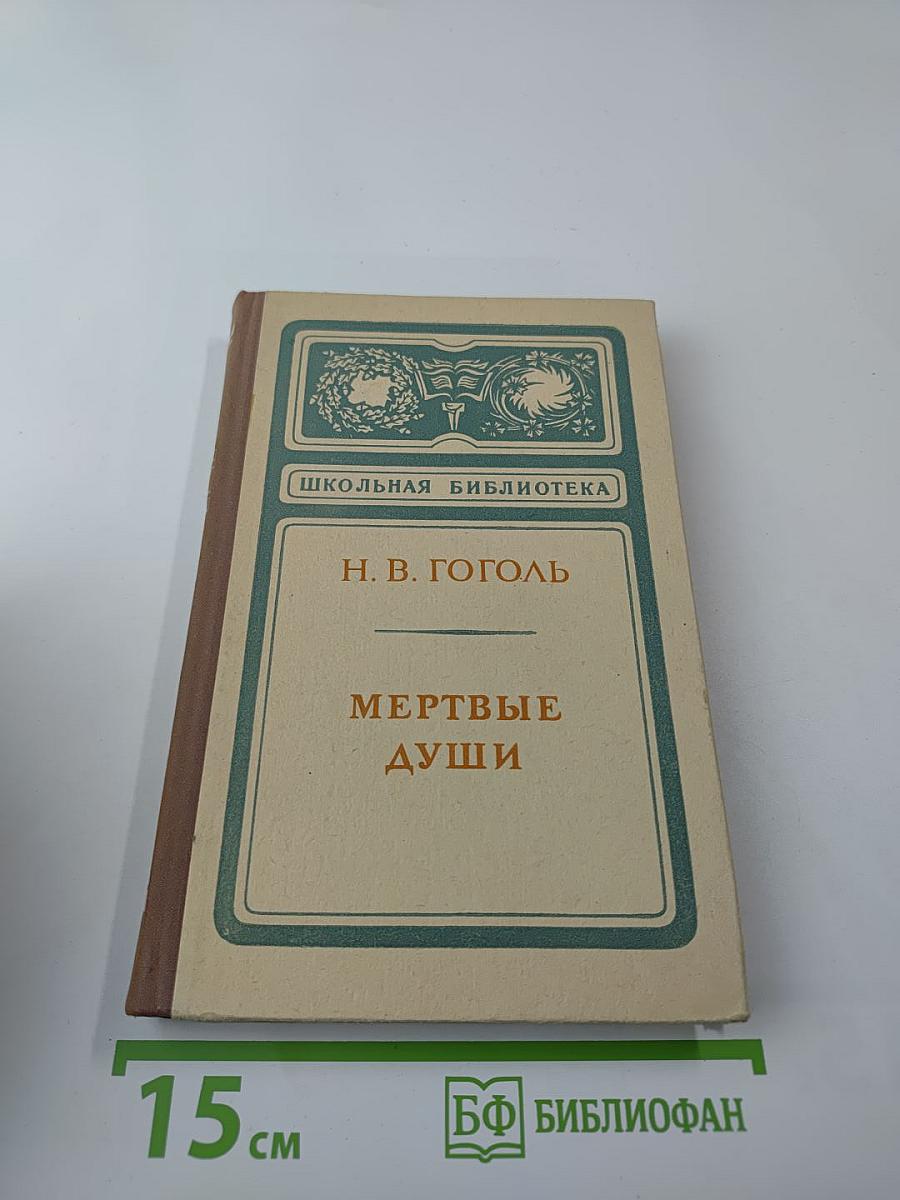 ШКОЛЬНАЯ БИБЛИОТЕКА
Н. В. ГОГОЛЬ
МЕРТВЫЕ
ДУШИ
15 см
БФ БИБЛИОФАН